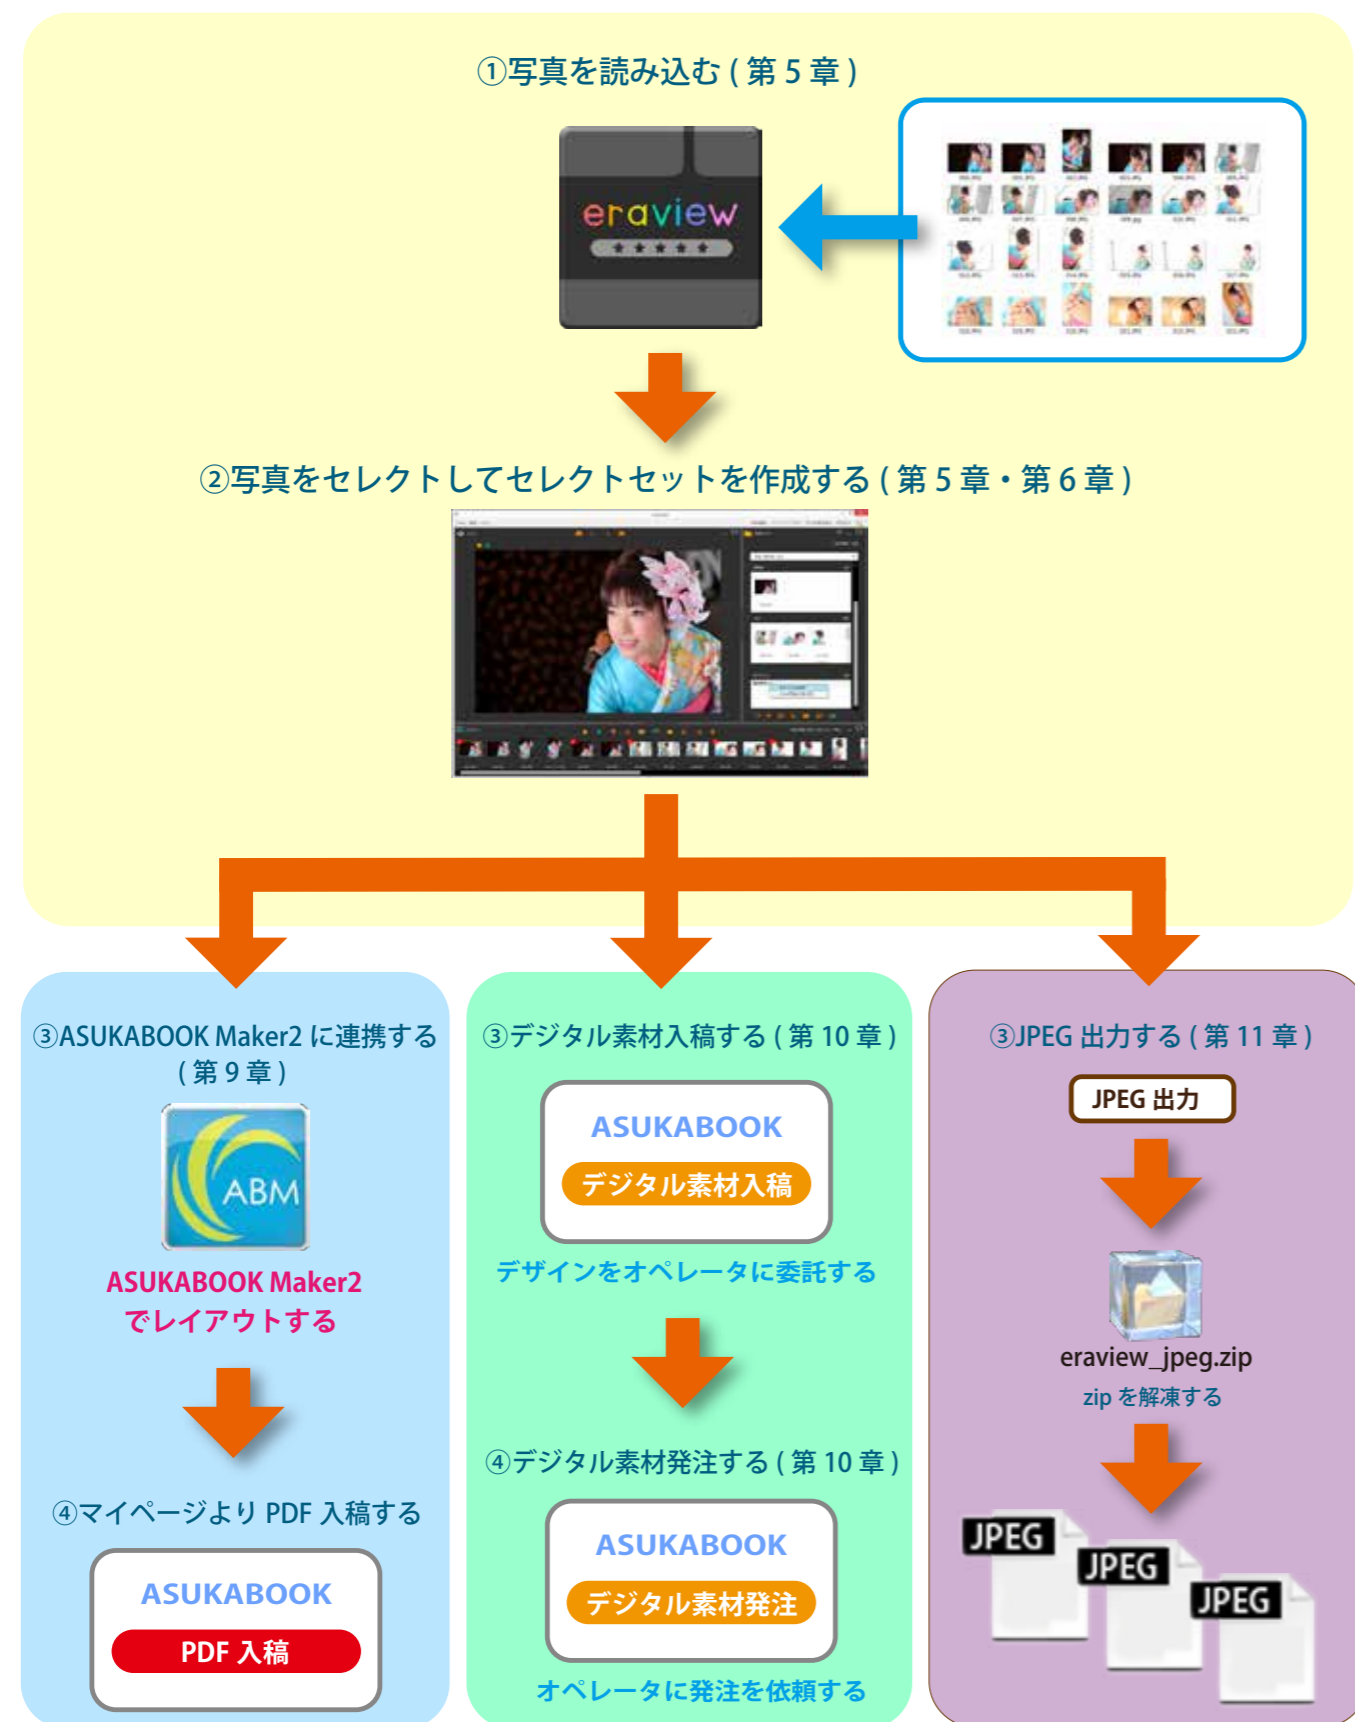 ①写真を読み込む ( 第 5 章 )
eraview
②写真をセレクトしてセレクトセットを作成する ( 第 5 章・第 6 章 )
③ASUKABOOK Maker2 に連携する
( 第 9 章 )
ABM
ASUKABOOK Maker2
でレイアウトする
④マイページより PDF 入稿する
ASUKABOOK
PDF 入稿
③デジタル素材入稿する ( 第 10 章 )
ASUKABOOK
デジタル素材入稿
デザインをオペレータに委託する
④デジタル素材発注する ( 第 10 章 )
ASUKABOOK
デジタル素材発注
オペレータに発注を依頼する
③JPEG 出力する ( 第 11 章 )
JPEG 出力
eraview_jpeg.zip
zip を解凍する
JPEG
JPEG
JPEG